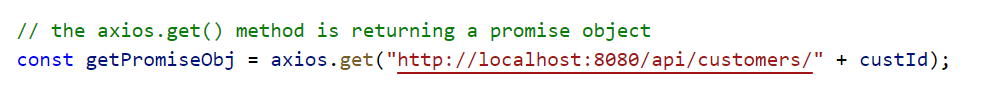 // the axios.get() method is returning a promise object
const getPromiseObj = axios.get("http://localhost:8080/api/customers/" + custId);